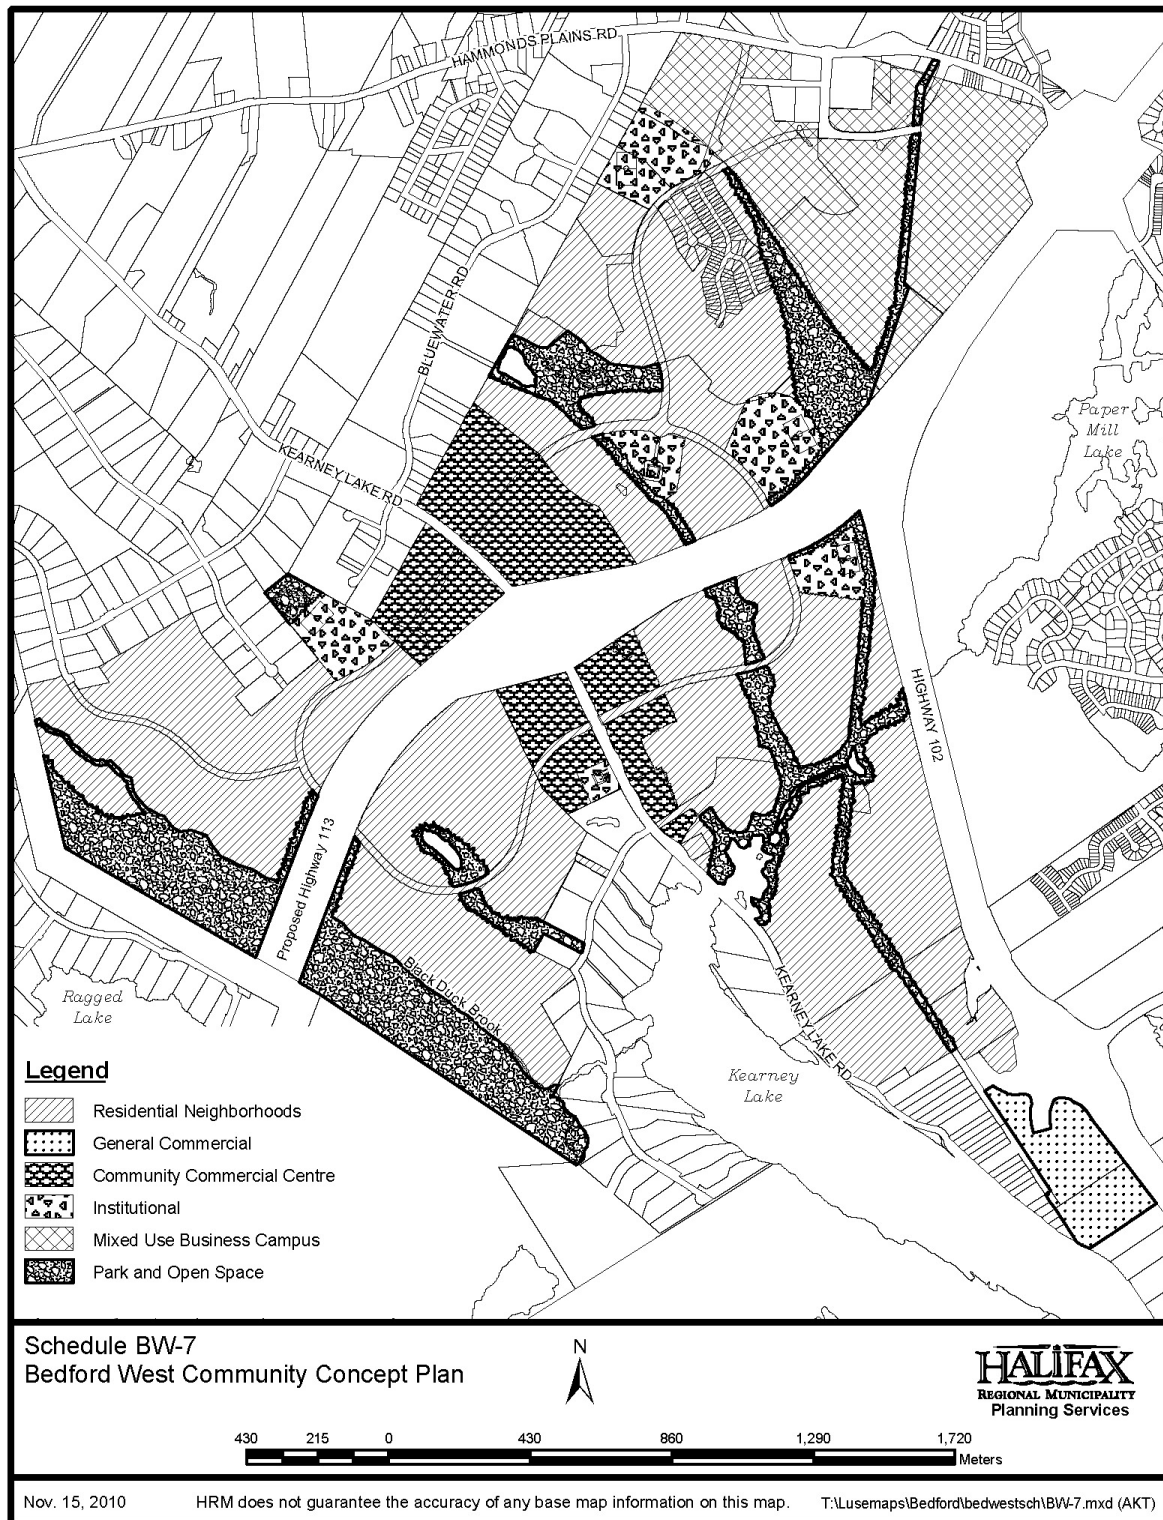 HAMMONDS PLAINS RD
BLUEWATER RD
KEARNEY LAKE RD
Paper
Mill
Lake
HIGHWAY 102
Proposed Highway 113
Black Duck Brook
KEARNEY LAKE RD
Ragged
Lake
Kearney
Lake
Legend
Residential Neighborhoods
General Commercial
Community Commercial Centre
Institutional
Mixed Use Business Campus
Park and Open Space
Schedule BW-7
Bedford West Community Concept Plan
N
HALIFAX
REGIONAL MUNICIPALITY
Planning Services
430 215 0 430 860 1,290 1,720
Meters
Nov. 15, 2010 HRM does not guarantee the accuracy of any base map information on this map. T:\Lusemaps\Bedford\bedwestsch\BW-7.mxd (AKT)